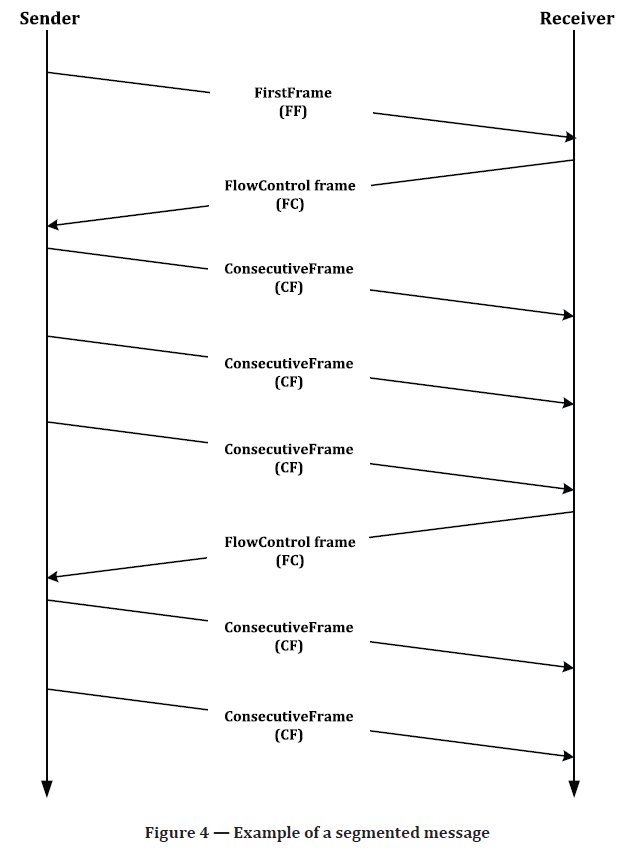 Sender
Receiver
FirstFrame
(FF)
FlowControl frame
(FC)
ConsecutiveFrame
(CF)
ConsecutiveFrame
(CF)
ConsecutiveFrame
(CF)
FlowControl frame
(FC)
ConsecutiveFrame
(CF)
ConsecutiveFrame
(CF)
Figure 4 — Example of a segmented message